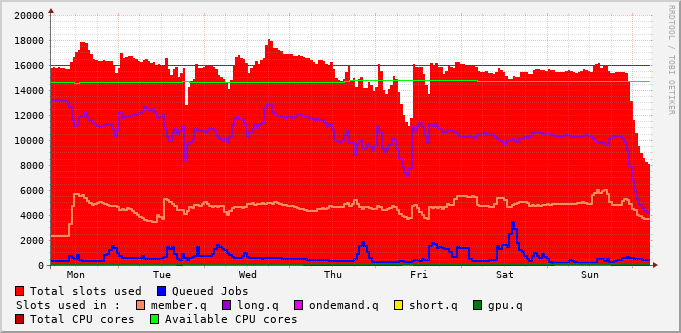 RRDTOOL / TOBI OETIKER
20000
18000
16000
14000
12000
10000
8000
6000
4000
2000
0
Mon Tue Wed Thu Fri Sat Sun
Total slots used Queued Jobs
Slots used in : member.q long.q ondemand.q short.q gpu.q
Total CPU cores Available CPU cores